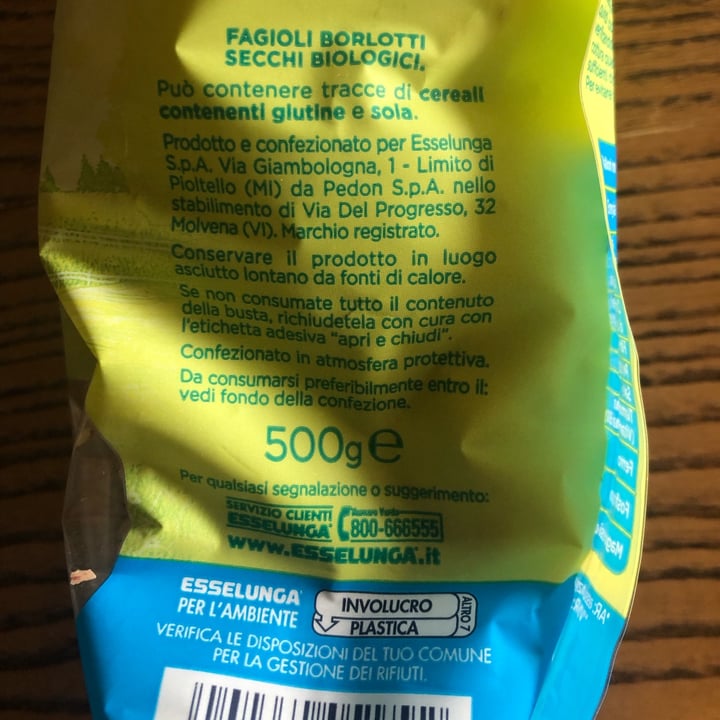 FAGIOLI BORLOTTI
SECCHI BIOLOGICI.
Può contenere tracce di cereali
contenenti glutine e soia.
Prodotto e confezionato per Esselunga
S.p.A. Via Giambologna, 1 - Limito di
Pioltello (MI) da Pedon S.p.A. nello
stabilimento di Via Del Progresso, 32
Molvena (VI). Marchio registrato.
Conservare il prodotto in luogo
asciutto lontano da fonti di calore.
Se non consumate tutto il contenuto
della busta, richiudetela con cura con
l'etichetta adesiva "apri e chiudi".
Confezionato in atmosfera protettiva.
Da consumarsi preferibilmente entro il:
vedi fondo della confezione.
500g e
Per qualsiasi segnalazione o suggerimento:
SERVIZIO CLIENTI Numero Verde
ESSELUNGA 800-666555
www.ESSELUNGA.it
ESSELUNGA
PER L'AMBIENTE
INVOLUCRO
PLASTICA
ALTRO 7
VERIFICA LE DISPOSIZIONI DEL TUO COMUNE
PER LA GESTIONE DEI RIFIUTI.